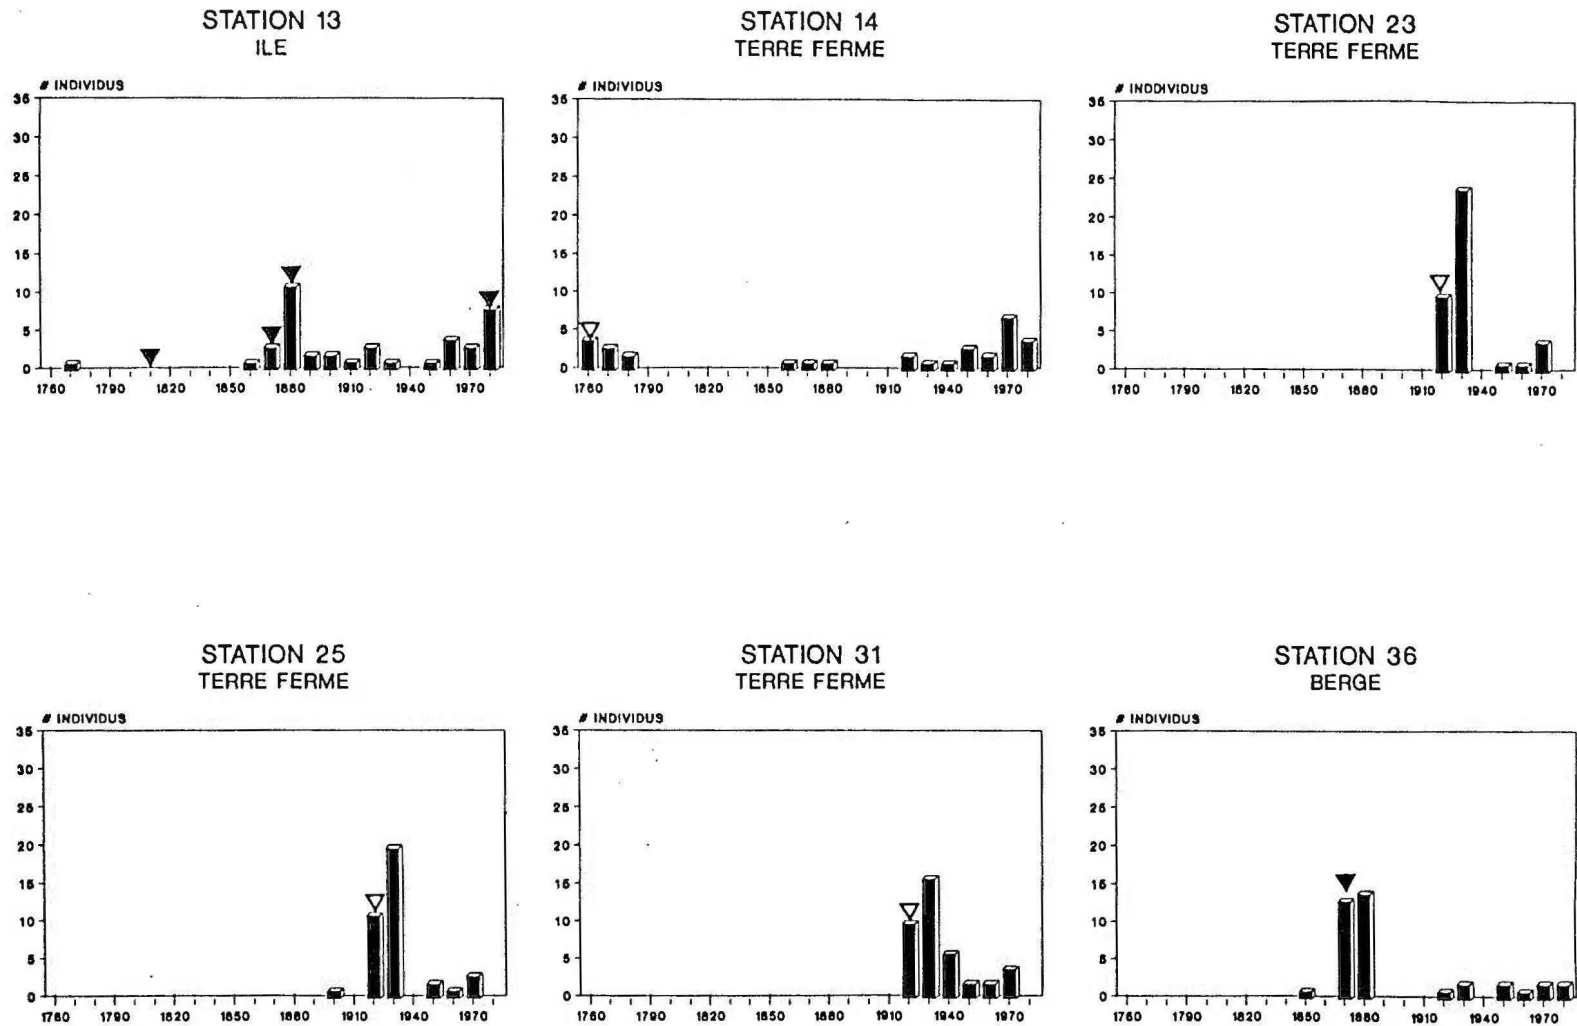 STATION 13
ILE
# INDIVIDUS
35
30
25
20
15
10
5
0
1760 1790 1820 1850 1880 1910 1940 1970
STATION 14
TERRE FERME
# INDIVIDUS
35
30
25
20
15
10
5
0
1760 1790 1820 1850 1880 1910 1940 1970
STATION 23
TERRE FERME
# INDDIVIDUS
35
30
25
20
15
10
5
0
1760 1790 1820 1850 1880 1910 1940 1970
STATION 25
TERRE FERME
# INDIVIDUS
35
30
25
20
15
10
5
0
1760 1790 1820 1850 1880 1910 1940 1970
STATION 31
TERRE FERME
# INDIVIDUS
35
30
25
20
15
10
5
0
1760 1790 1820 1850 1880 1910 1940 1970
STATION 36
BERGE
# INDIVIDUS
35
30
25
20
15
10
5
0
1760 1790 1820 1850 1880 1910 1940 1970